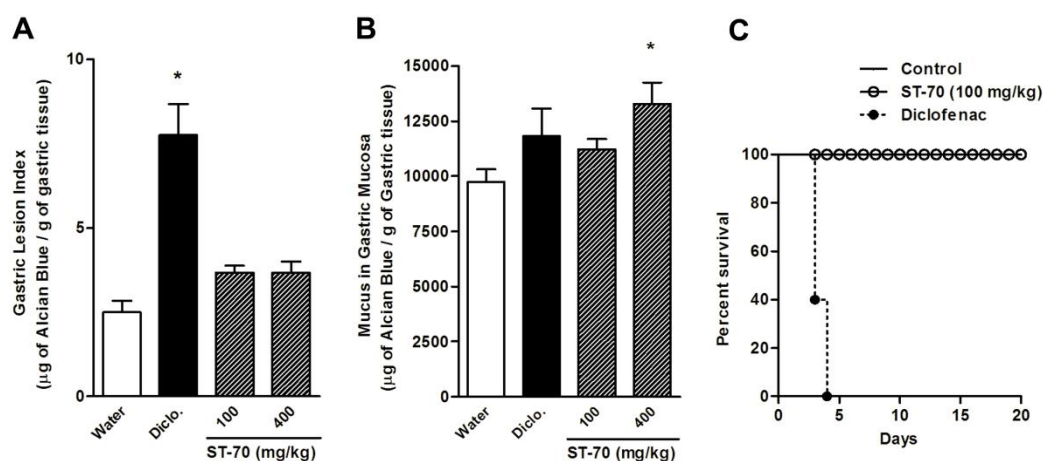 A
Gastric Lesion Index
(µg of Alcian Blue / g of gastric tissue)
10
5
0
*
Water
Diclo.
100
400
ST-70 (mg/kg)
B
Mucus in Gastric Mucosa
(µg of Alcian Blue / g of Gastric tissue)
15000
12500
10000
7500
5000
2500
0
*
Water
Diclo.
100
400
ST-70 (mg/kg)
C
Control
ST-70 (100 mg/kg)
Diclofenac
Percent survival
100
80
60
40
20
0
0 5 10 15 20
Days